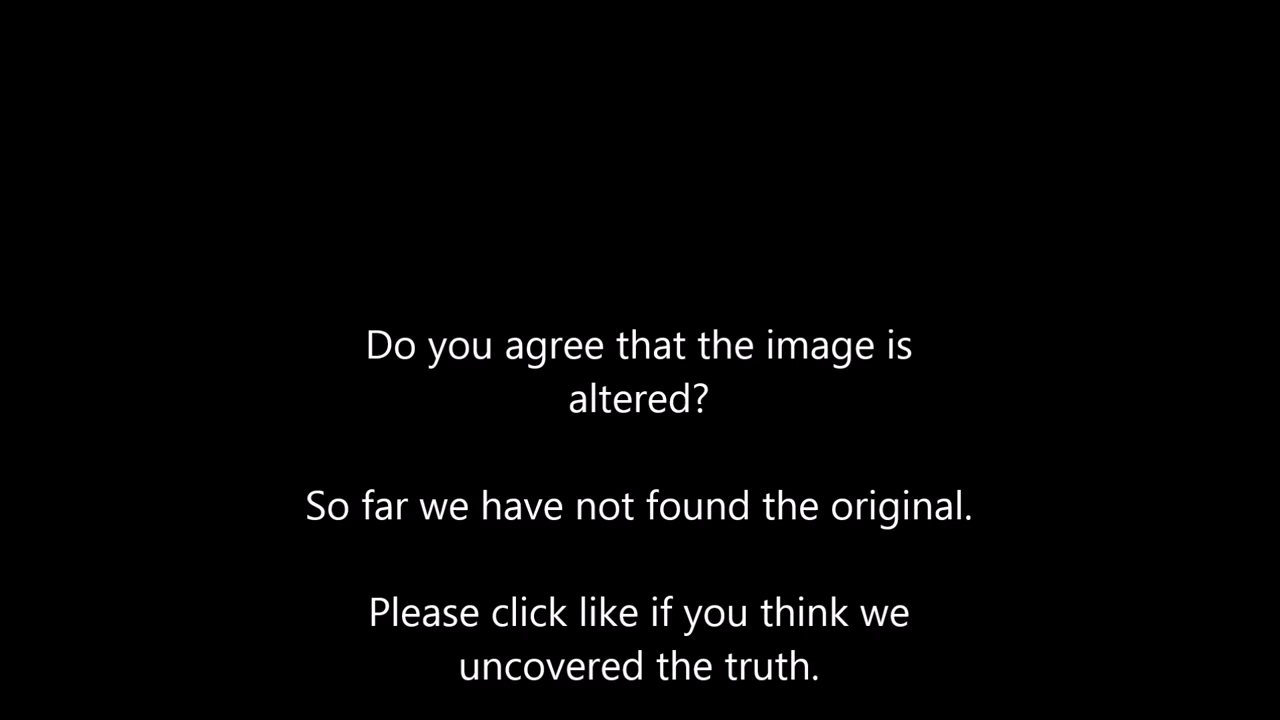 Do you agree that the image is
altered?
So far we have not found the original.
Please click like if you think we
uncovered the truth.